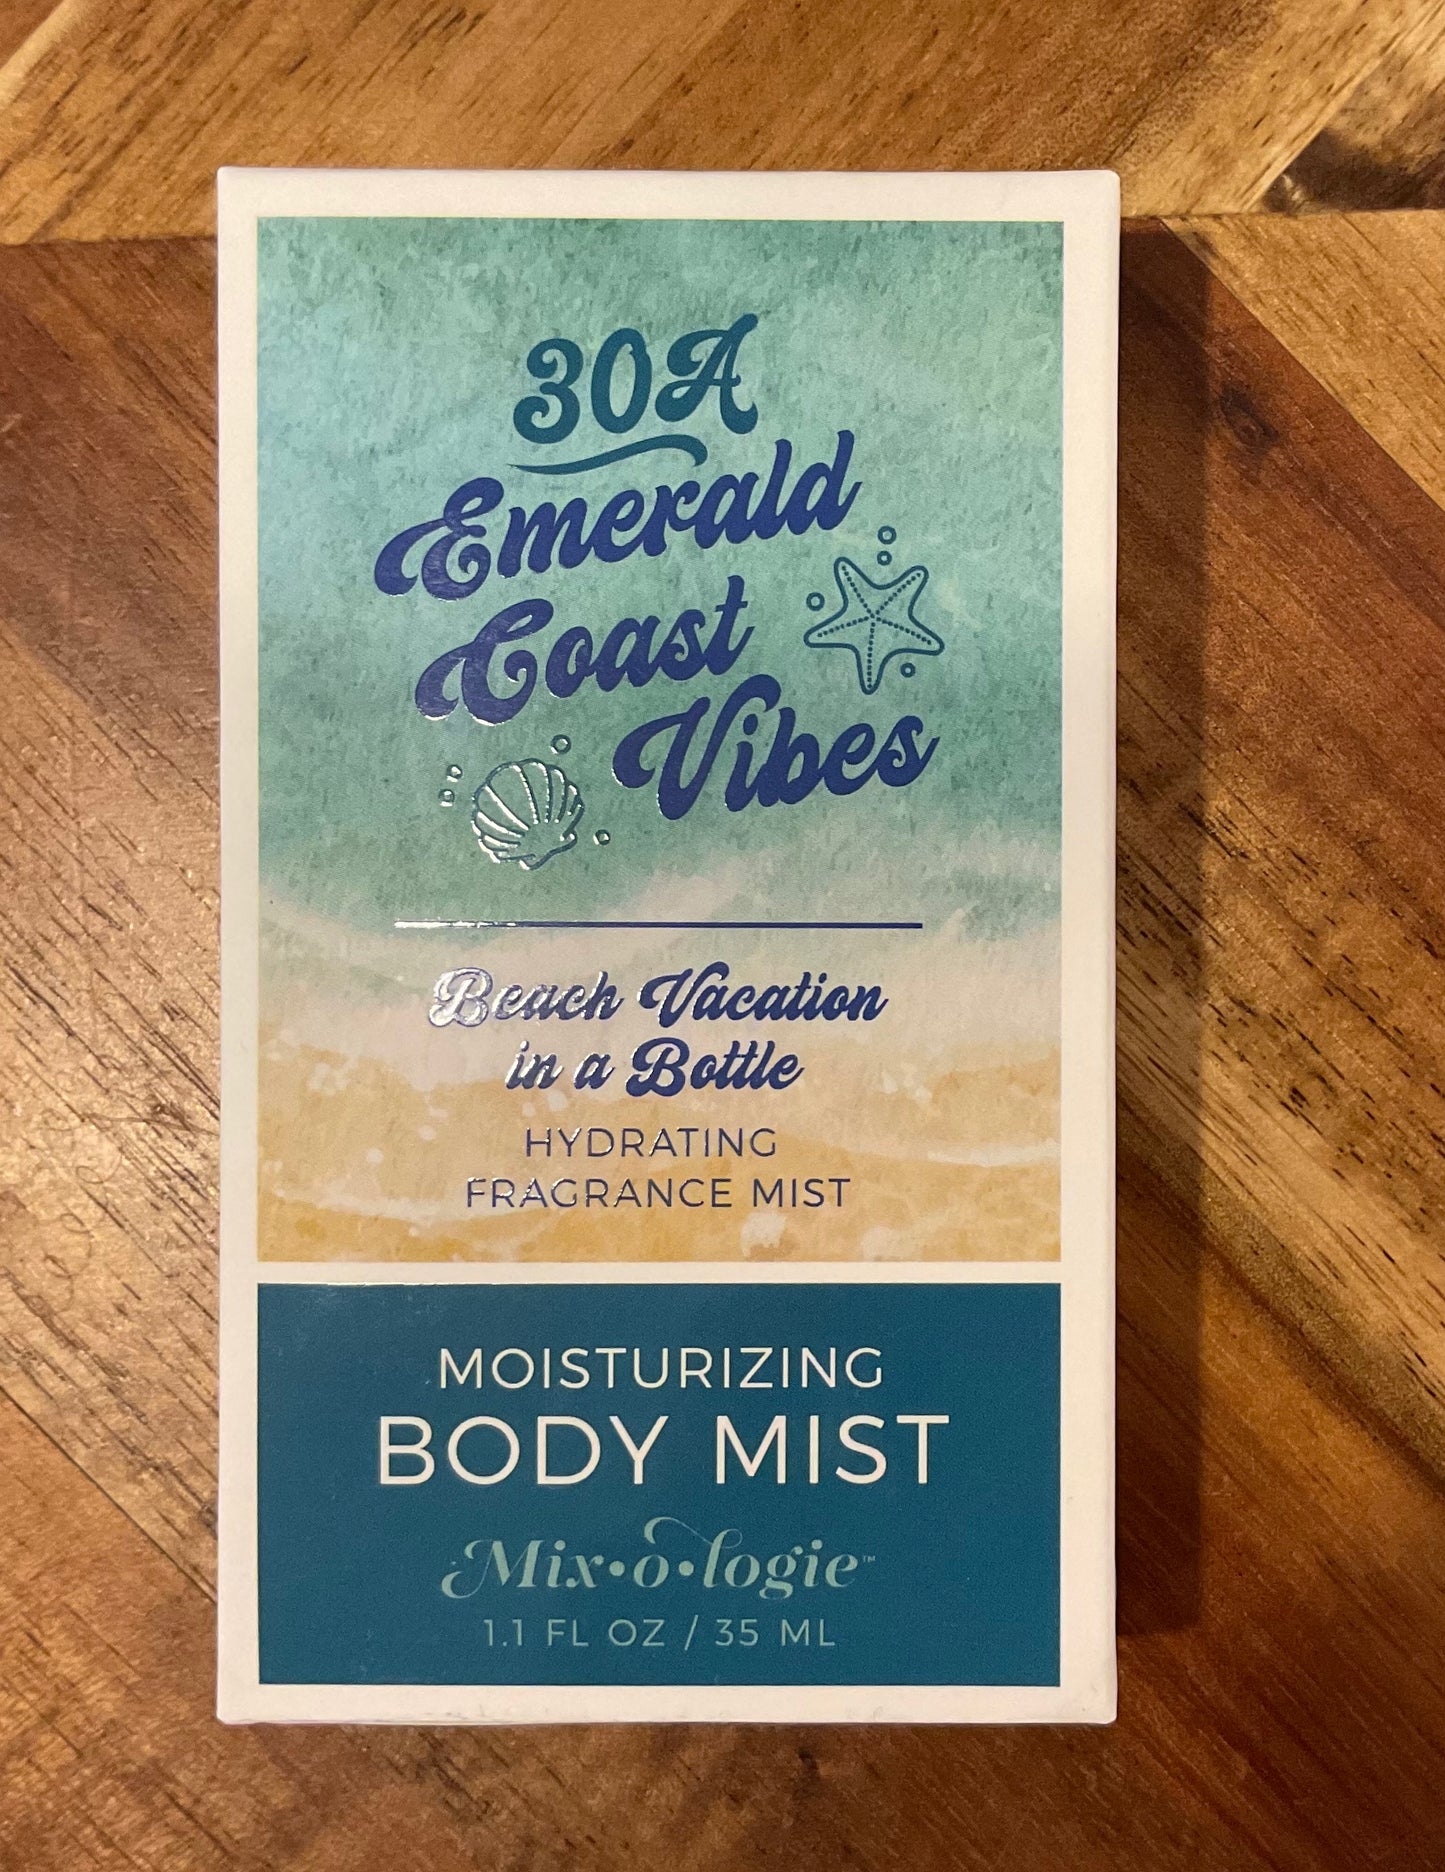 30A
Emerald
Coast
Vibes
Beach Vacation
in a Bottle
HYDRATING
FRAGRANCE MIST
MOISTURIZING
BODY MIST
Mix•o•logie™
1.1 FL OZ / 35 ML